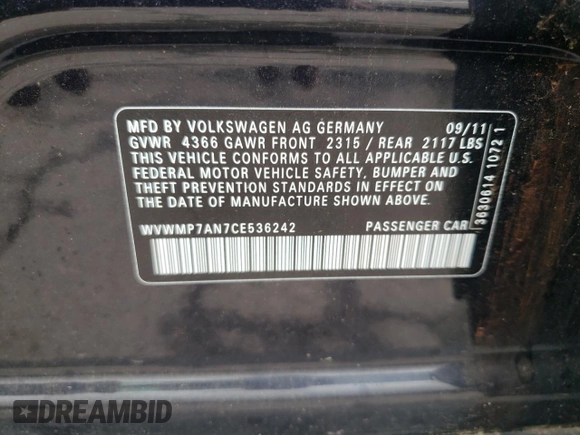 MFD BY VOLKSWAGEN AG GERMANY 09/11
GVWR 4366 GAWR FRONT 2315 / REAR 2117 LBS
THIS VEHICLE CONFORMS TO ALL APPLICABLE U.S.
FEDERAL MOTOR VEHICLE SAFETY, BUMPER AND
THEFT PREVENTION STANDARDS IN EFFECT ON
THE DATE OF MANUFACTURE SHOWN ABOVE.
WVWMP7AN7CE536242 PASSENGER CAR
3630614 1072 1
DREAMBID